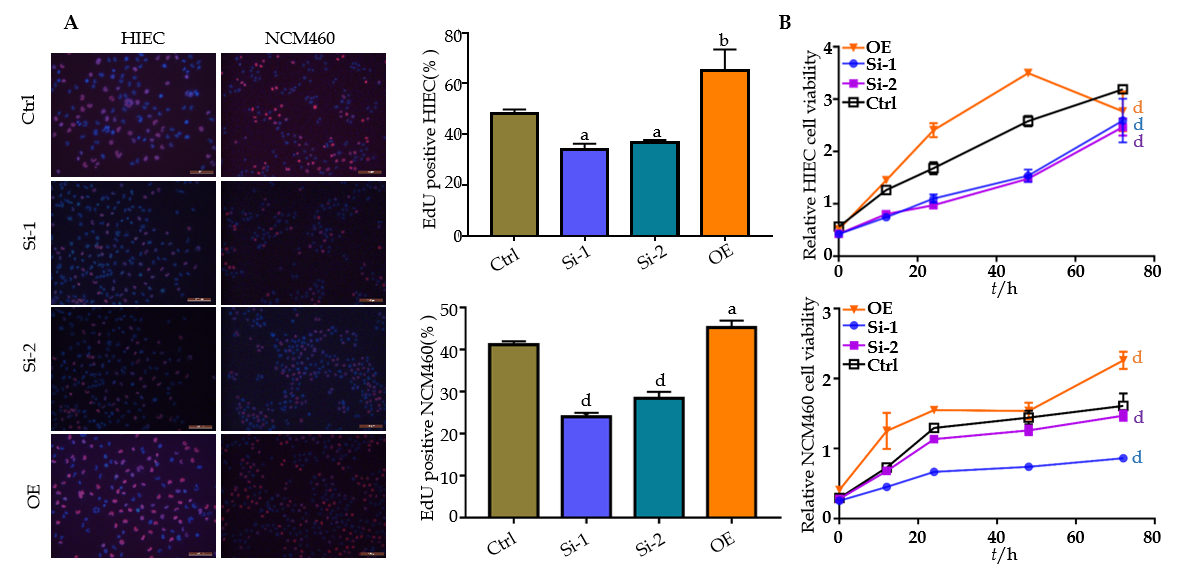 A
HIEC
NCM460
Ctrl
Si-1
Si-2
OE
EdU positive HIEC(%)
80
60
40
20
0
a
a
b
Ctrl
Si-1
Si-2
OE
EdU positive NCM460(%)
50
40
30
20
10
0
d
d
a
Ctrl
Si-1
Si-2
OE
B
Relative HIEC cell viability
4
3
2
1
0
OE
Si-1
Si-2
Ctrl
d
d
d
0
20
40
60
80
t/h
Relative NCM460 cell viability
3
2
1
0
OE
Si-1
Si-2
Ctrl
d
d
d
0
20
40
60
80
t/h